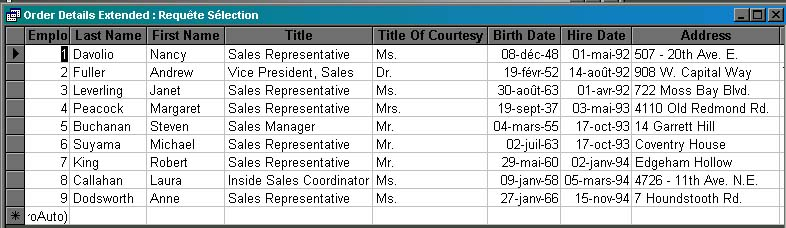 Order Details Extended : Requête Sélection
Emplo Last Name First Name Title Title Of Courtesy Birth Date Hire Date Address
1 Davolio Nancy Sales Representative Ms. 08-déc-48 01-mai-92 507 - 20th Ave. E.
2 Fuller Andrew Vice President, Sales Dr. 19-févr-52 14-août-92 908 W. Capital Way
3 Leverling Janet Sales Representative Ms. 30-août-63 01-avr-92 722 Moss Bay Blvd.
4 Peacock Margaret Sales Representative Mrs. 19-sept-37 03-mai-93 4110 Old Redmond Rd.
5 Buchanan Steven Sales Manager Mr. 04-mars-55 17-oct-93 14 Garrett Hill
6 Suyama Michael Sales Representative Mr. 02-juil-63 17-oct-93 Coventry House
7 King Robert Sales Representative Mr. 29-mai-60 02-janv-94 Edgeham Hollow
8 Callahan Laura Inside Sales Coordinator Ms. 09-janv-58 05-mars-94 4726 - 11th Ave. N.E.
9 Dodsworth Anne Sales Representative Ms. 27-janv-66 15-nov-94 7 Houndstooth Rd.
roAuto)